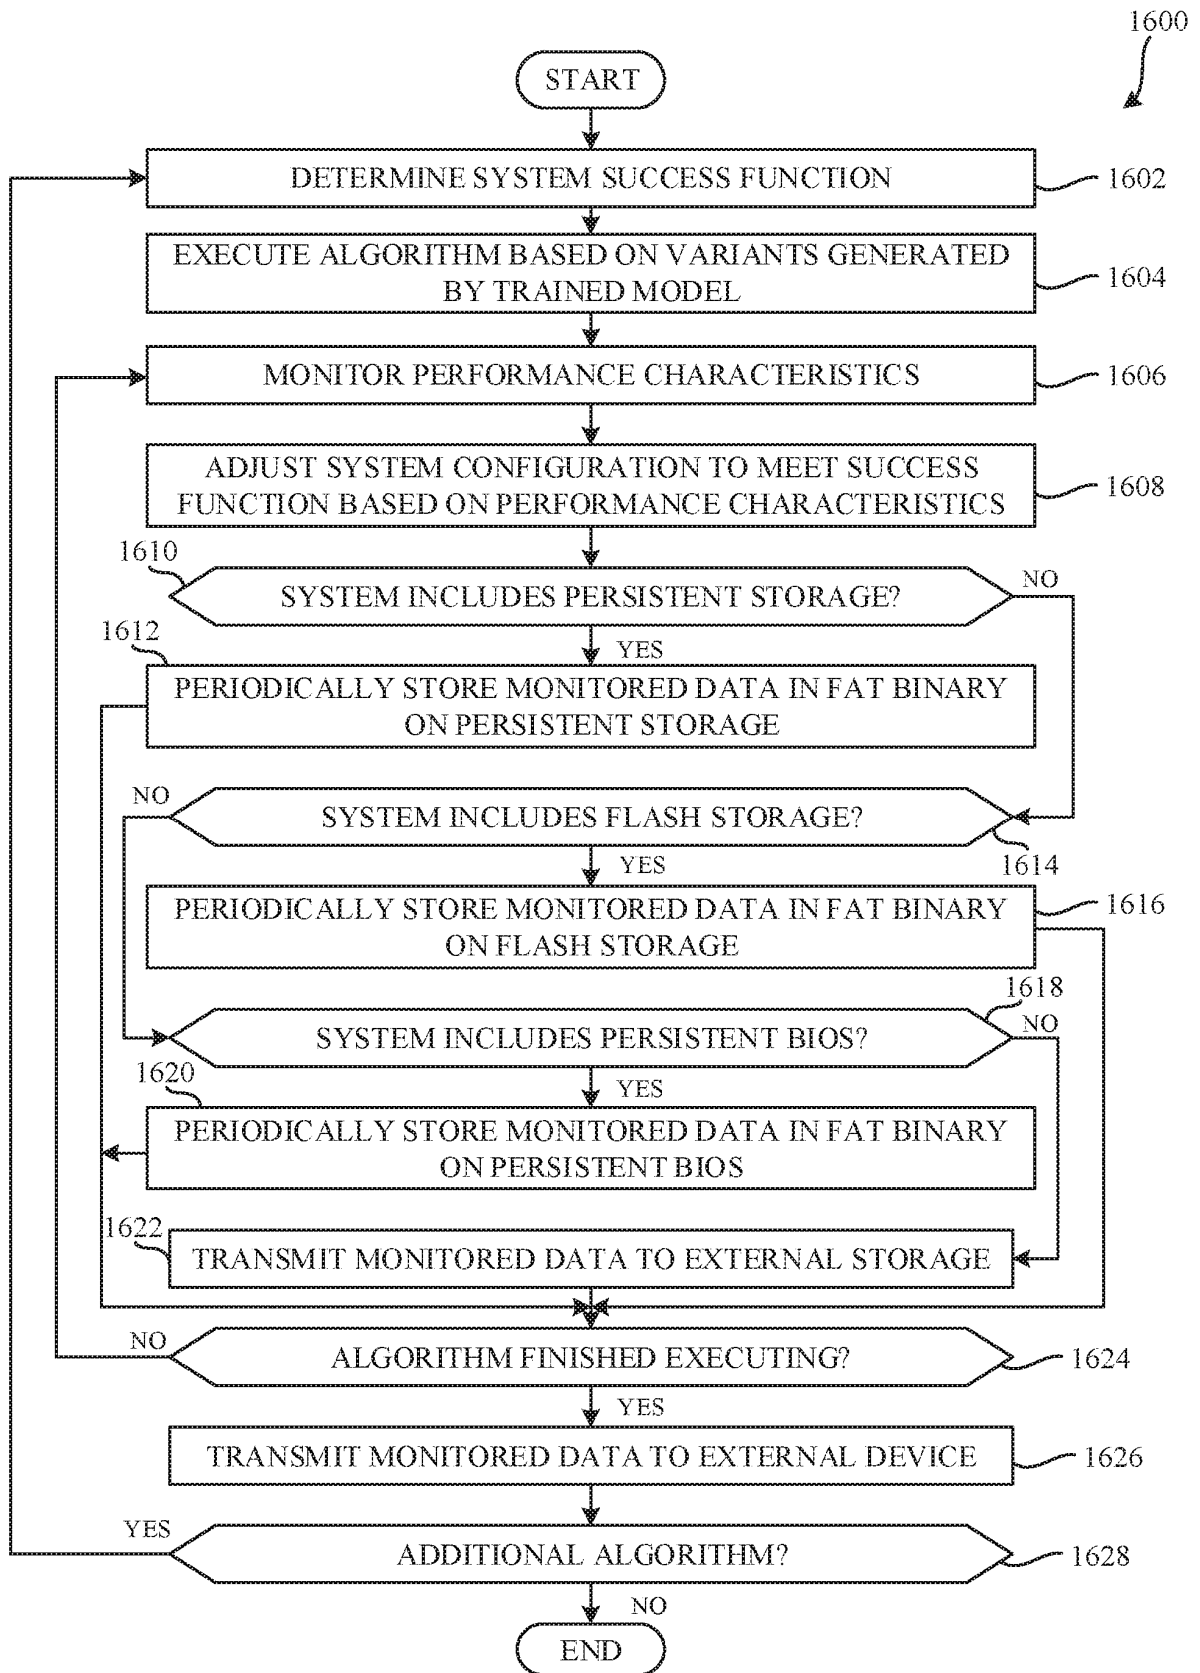 1600
START
DETERMINE SYSTEM SUCCESS FUNCTION
1602
EXECUTE ALGORITHM BASED ON VARIANTS GENERATED
BY TRAINED MODEL
1604
MONITOR PERFORMANCE CHARACTERISTICS
1606
ADJUST SYSTEM CONFIGURATION TO MEET SUCCESS
FUNCTION BASED ON PERFORMANCE CHARACTERISTICS
1608
1610
SYSTEM INCLUDES PERSISTENT STORAGE?
NO
YES
1612
PERIODICALLY STORE MONITORED DATA IN FAT BINARY
ON PERSISTENT STORAGE
NO
SYSTEM INCLUDES FLASH STORAGE?
1614
YES
PERIODICALLY STORE MONITORED DATA IN FAT BINARY
ON FLASH STORAGE
1616
1618
SYSTEM INCLUDES PERSISTENT BIOS?
NO
YES
1620
PERIODICALLY STORE MONITORED DATA IN FAT BINARY
ON PERSISTENT BIOS
1622
TRANSMIT MONITORED DATA TO EXTERNAL STORAGE
NO
ALGORITHM FINISHED EXECUTING?
1624
YES
TRANSMIT MONITORED DATA TO EXTERNAL DEVICE
1626
YES
ADDITIONAL ALGORITHM?
1628
NO
END